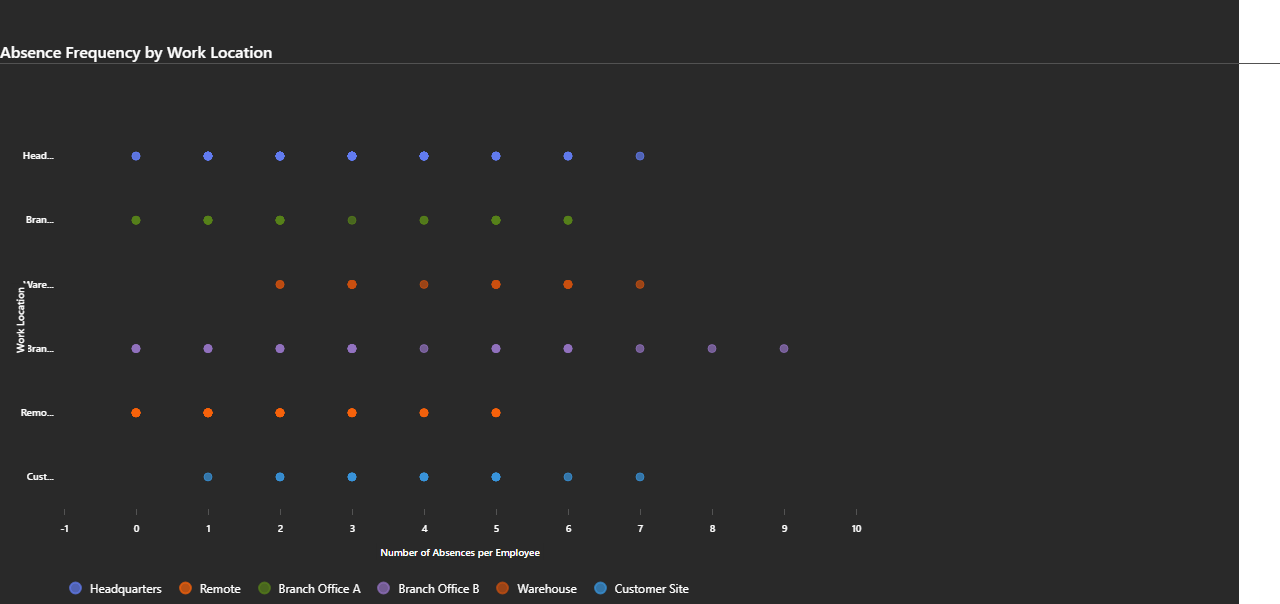 Absence Frequency by Work Location
Head...
Bran...
Ware...
Work Location
Bran...
Remo...
Cust...
-1 0 1 2 3 4 5 6 7 8 9 10
Number of Absences per Employee
Headquarters Remote Branch Office A Branch Office B Warehouse Customer Site